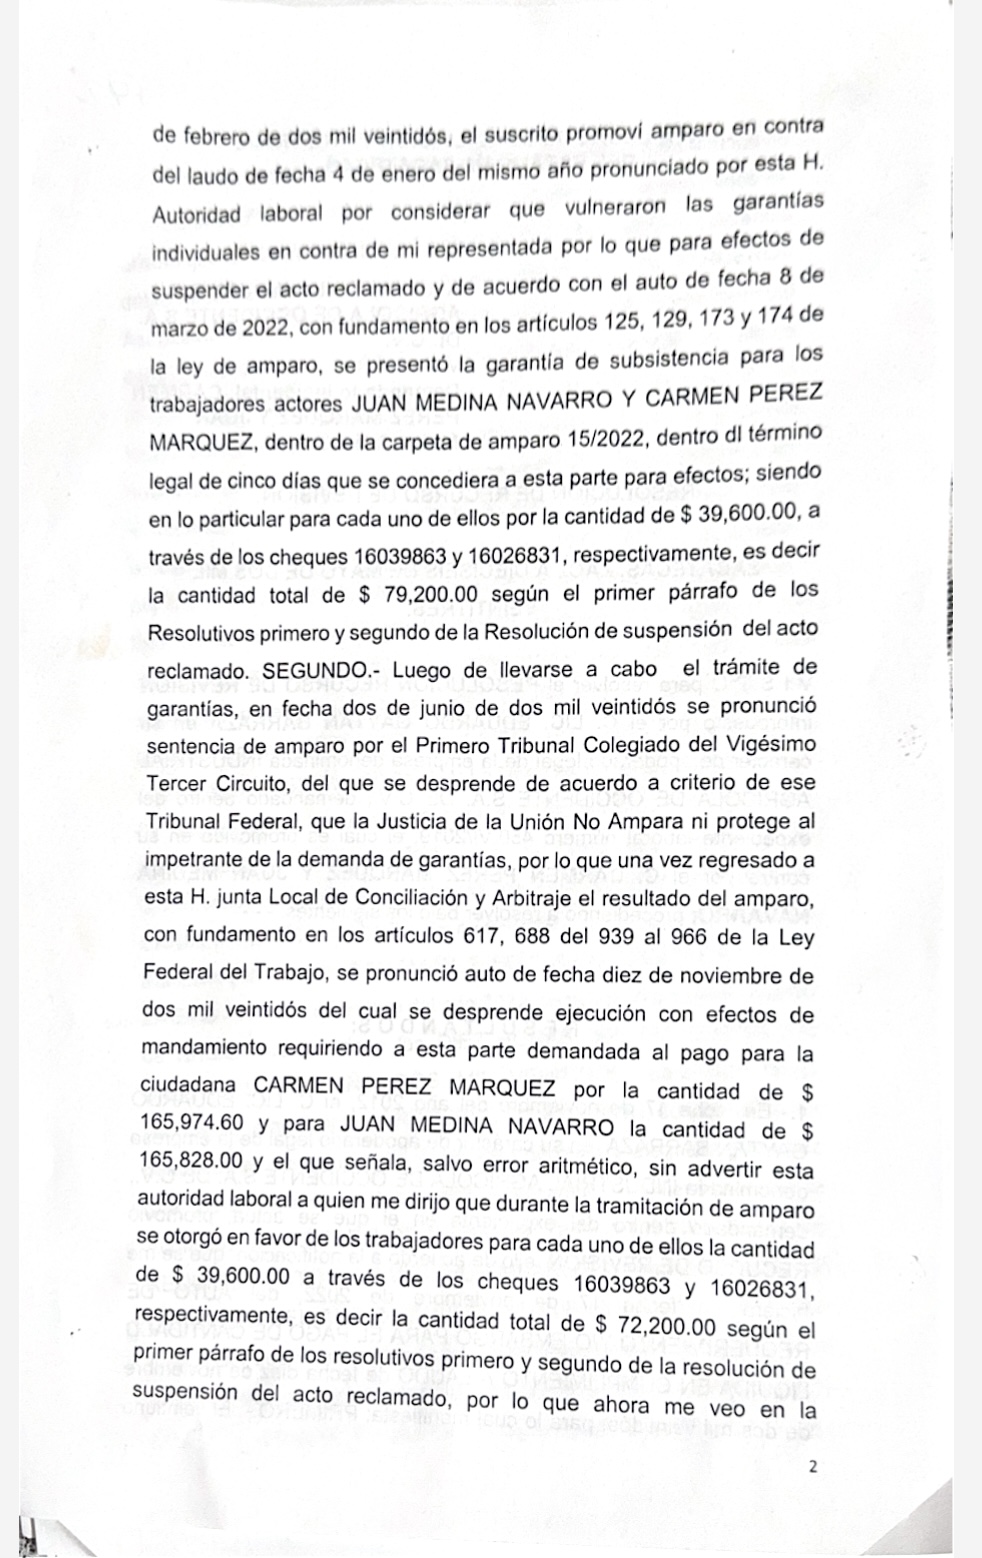 de febrero de dos mil veintidós, el suscrito promoví amparo en contra
del laudo de fecha 4 de enero del mismo año pronunciado por esta H.
Autoridad laboral por considerar que vulneraron las garantías
individuales en contra de mi representada por lo que para efectos de
suspender el acto reclamado y de acuerdo con el auto de fecha 8 de
marzo de 2022, con fundamento en los artículos 125, 129, 173 y 174 de
la ley de amparo, se presentó la garantía de subsistencia para los
trabajadores actores JUAN MEDINA NAVARRO Y CARMEN PEREZ
MARQUEZ, dentro de la carpeta de amparo 15/2022, dentro dl término
legal de cinco días que se concediera a esta parte para efectos; siendo
en lo particular para cada uno de ellos por la cantidad de $ 39,600.00, a
través de los cheques 16039863 y 16026831, respectivamente, es decir
la cantidad total de $ 79,200.00 según el primer párrafo de los
Resolutivos primero y segundo de la Resolución de suspensión del acto
reclamado. SEGUNDO.- Luego de llevarse a cabo el trámite de
garantías, en fecha dos de junio de dos mil veintidós se pronunció
sentencia de amparo por el Primero Tribunal Colegiado del Vigésimo
Tercer Circuito, del que se desprende de acuerdo a criterio de ese
Tribunal Federal, que la Justicia de la Unión No Ampara ni protege al
impetrante de la demanda de garantías, por lo que una vez regresado a
esta H. junta Local de Conciliación y Arbitraje el resultado del amparo,
con fundamento en los artículos 617, 688 del 939 al 966 de la Ley
Federal del Trabajo, se pronunció auto de fecha diez de noviembre de
dos mil veintidós del cual se desprende ejecución con efectos de
mandamiento requiriendo a esta parte demandada al pago para la
ciudadana CARMEN PEREZ MARQUEZ por la cantidad de $
165,974.60 y para JUAN MEDINA NAVARRO la cantidad de $
165,828.00 y el que señala, salvo error aritmético, sin advertir esta
autoridad laboral a quien me dirijo que durante la tramitación de amparo
se otorgó en favor de los trabajadores para cada uno de ellos la cantidad
de $ 39,600.00 a través de los cheques 16039863 y 16026831,
respectivamente, es decir la cantidad total de $ 72,200.00 según el
primer párrafo de los resolutivos primero y segundo de la resolución de
suspensión del acto reclamado, por lo que ahora me veo en la
2